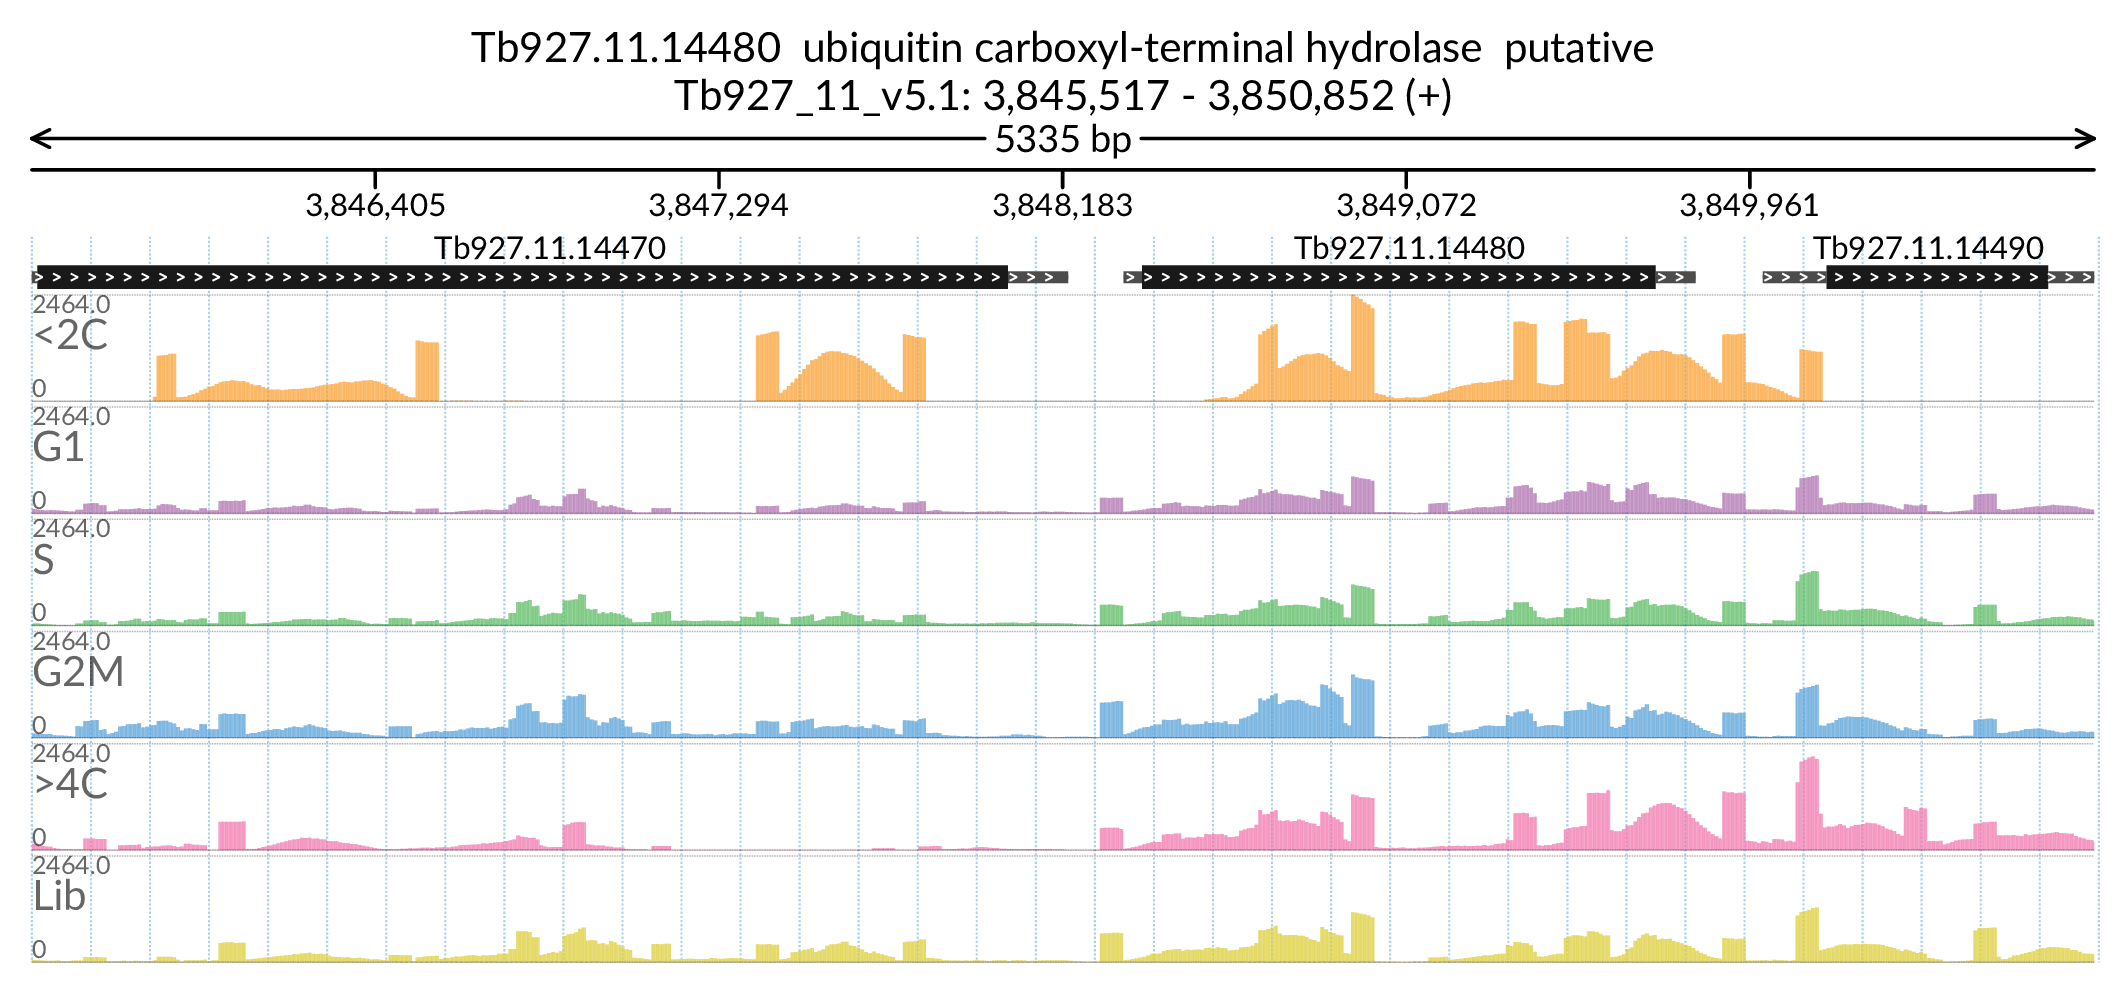 Tb927.11.14480  ubiquitin carboxyl-terminal hydrolase  putative
Tb927_11_v5.1: 3,845,517 - 3,850,852 (+)
5335 bp
3,846,405 3,847,294 3,848,183 3,849,072 3,849,961
Tb927.11.14470 Tb927.11.14480 Tb927.11.14490
2464.0
<2C
0
2464.0
G1
0
2464.0
S
0
2464.0
G2M
0
2464.0
>4C
0
2464.0
Lib
0